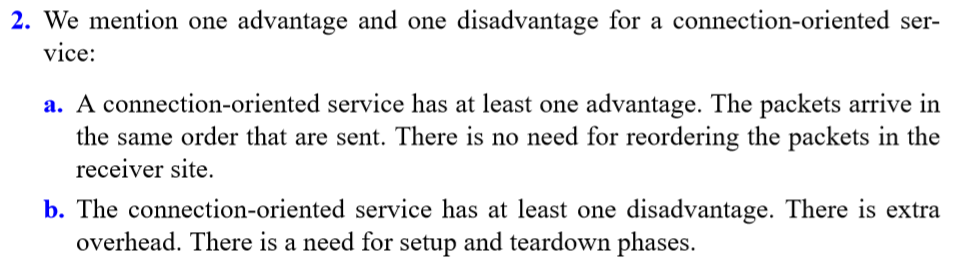 2. We mention one advantage and one disadvantage for a connection-oriented ser-
vice:
a. A connection-oriented service has at least one advantage. The packets arrive in
the same order that are sent. There is no need for reordering the packets in the
receiver site.
b. The connection-oriented service has at least one disadvantage. There is extra
overhead. There is a need for setup and teardown phases.